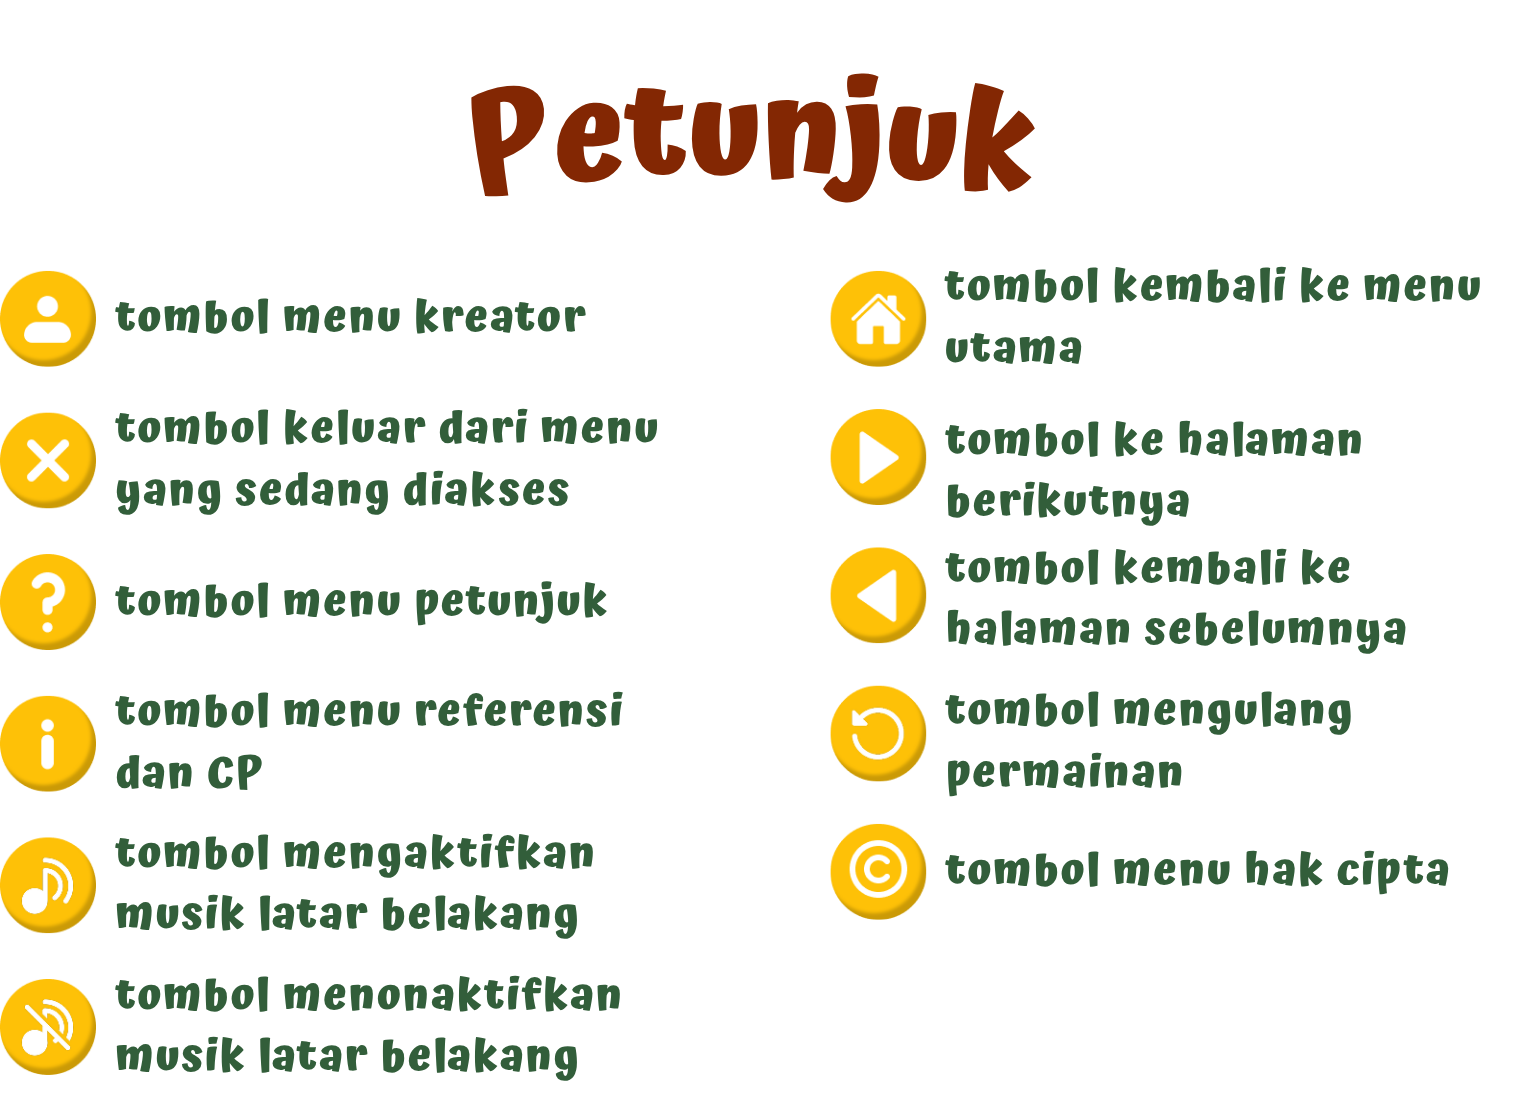 Petunjuk
tombol menu kreator
tombol keluar dari menu
yang sedang diakses
tombol menu petunjuk
tombol menu referensi
dan CP
tombol mengaktifkan
musik latar belakang
tombol menonaktifkan
musik latar belakang
tombol kembali ke menu
utama
tombol ke halaman
berikutnya
tombol kembali ke
halaman sebelumnya
tombol mengulang
permainan
tombol menu hak cipta